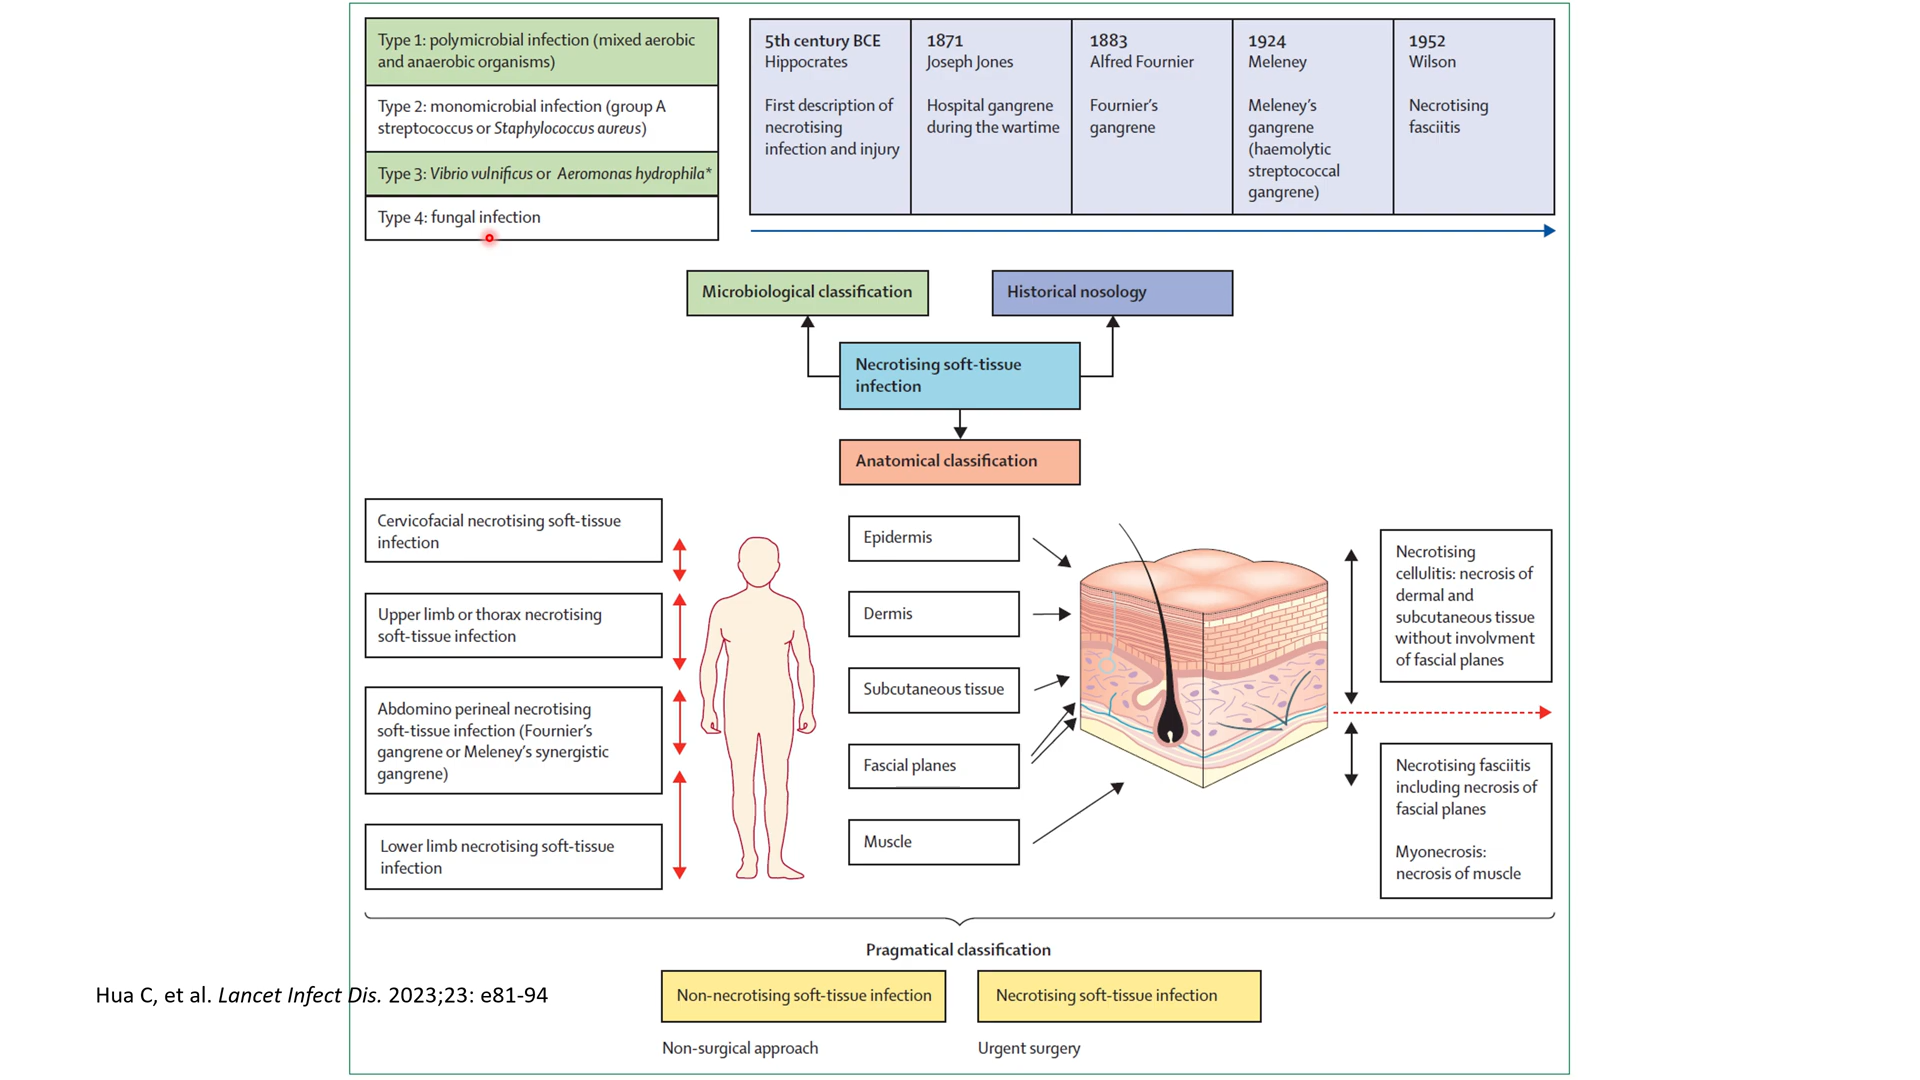 Type 1: polymicrobial infection (mixed aerobic
and anaerobic organisms)
Type 2: monomicrobial infection (group A
streptococcus or Staphylococcus aureus)
Type 3: Vibrio vulnificus or Aeromonas hydrophila*
Type 4: fungal infection
5th century BCE
Hippocrates
First description of
necrotising
infection and injury
1871
Joseph Jones
Hospital gangrene
during the wartime
1883
Alfred Fournier
Fournier's
gangrene
1924
Meleney
Meleney's
gangrene
(haemolytic
streptococcal
gangrene)
1952
Wilson
Necrotising
fasciitis
Microbiological classification
Historical nosology
Necrotising soft-tissue
infection
Anatomical classification
Cervicofacial necrotising soft-tissue
infection
Upper limb or thorax necrotising
soft-tissue infection
Abdomino perineal necrotising
soft-tissue infection (Fournier's
gangrene or Meleney's synergistic
gangrene)
Lower limb necrotising soft-tissue
infection
Epidermis
Dermis
Subcutaneous tissue
Fascial planes
Muscle
Necrotising
cellulitis: necrosis of
dermal and
subcutaneous tissue
without involvment
of fascial planes
Necrotising fasciitis
including necrosis of
fascial planes
Myonecrosis:
necrosis of muscle
Pragmatical classification
Non-necrotising soft-tissue infection
Necrotising soft-tissue infection
Non-surgical approach
Urgent surgery
Hua C, et al. Lancet Infect Dis. 2023;23: e81-94